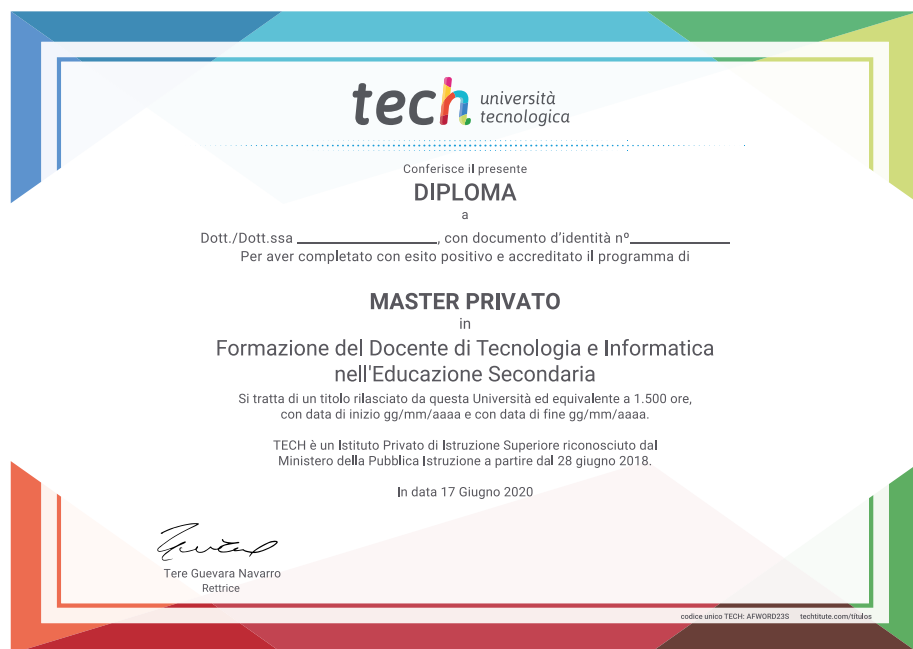 tech università
tecnologica
Conferisce il presente
DIPLOMA
a
Dott./Dott.ssa ____________________, con documento d'identità nº______________
Per aver completato con esito positivo e accreditato il programma di
MASTER PRIVATO
in
Formazione del Docente di Tecnologia e Informatica
nell'Educazione Secondaria
Si tratta di un titolo rilasciato da questa Università ed equivalente a 1.500 ore,
con data di inizio gg/mm/aaaa e con data di fine gg/mm/aaaa.
TECH è un Istituto Privato di Istruzione Superiore riconosciuto dal
Ministero della Pubblica Istruzione a partire dal 28 giugno 2018.
In data 17 Giugno 2020
Tere Guevara Navarro
Rettrice
codice unico TECH: AFWORD23S techtitute.com/títulos